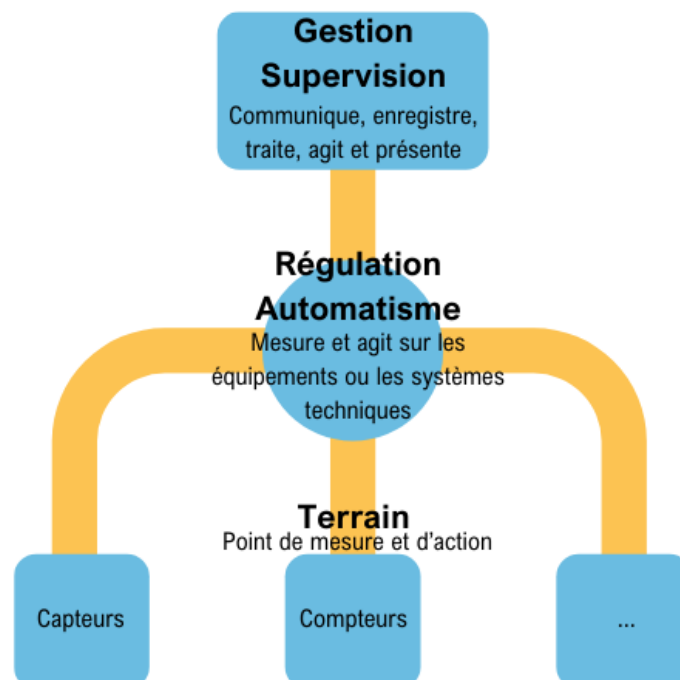 Gestion
Supervision
Communique, enregistre,
traite, agit et présente
Régulation
Automatisme
Mesure et agit sur les
équipements ou les systèmes
techniques
Terrain
Point de mesure et d'action
Capteurs
Compteurs
...